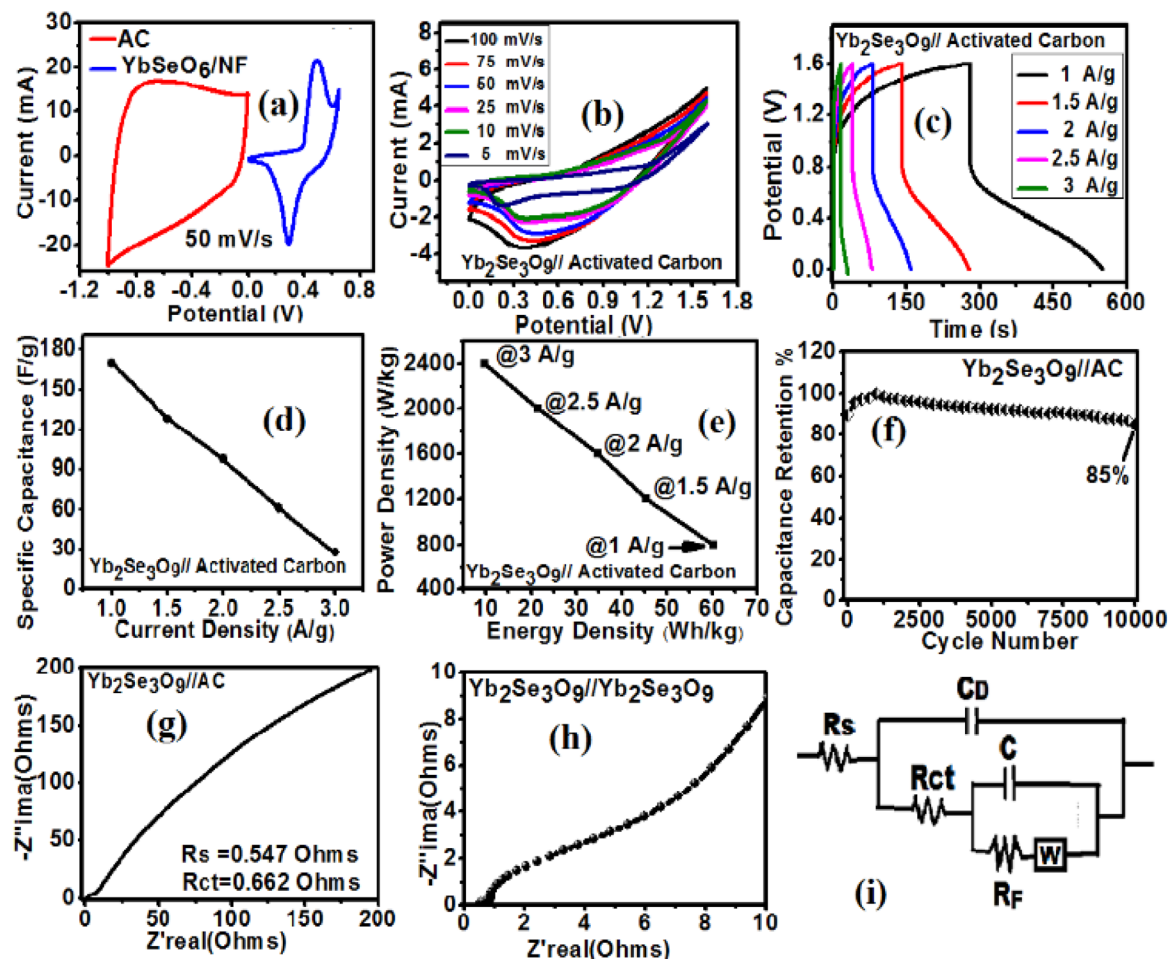 AC
YbSeO6/NF
(a)
50 mV/s
Current (mA)
30
20
10
0
-10
-20
-1.2 -0.6 0.0 0.6 1.2
Potential (V)
100 mV/s
75 mV/s
50 mV/s
25 mV/s
10 mV/s
5 mV/s
(b)
Yb2Se3O9// Activated Carbon
Current (mA)
8
6
4
2
0
-2
-4
0.0 0.3 0.6 0.9 1.2 1.5 1.8
Potential (V)
Yb2Se3O9// Activated Carbon
1 A/g
1.5 A/g
2 A/g
2.5 A/g
3 A/g
(c)
Potential (V)
2.0
1.6
1.2
0.8
0.4
0.0
0 150 300 450 600
Time (s)
Specific Capacitance (F/g)
180
150
120
90
60
30
0
(d)
Yb2Se3O9// Activated Carbon
1.0 1.5 2.0 2.5 3.0
Current Density (A/g)
Power Density (W/kg)
2400
2000
1600
1200
800
400
@3 A/g
@2.5 A/g
(e)
@2 A/g
@1.5 A/g
@1 A/g
Yb2Se3O9// Activated Carbon
0 10 20 30 40 50 60 70
Energy Density (Wh/kg)
Capacitance Retention %
120
100
80
60
40
20
0
Yb2Se3O9//AC
(f)
85%
0 2500 5000 7500 10000
Cycle Number
-Z''ima(Ohms)
200
150
100
50
0
Yb2Se3O9//AC
(g)
Rs =0.547 Ohms
Rct=0.662 Ohms
0 50 100 150 200
Z'real(Ohms)
-Z''ima(Ohms)
10
8
6
4
2
0
Yb2Se3O9//Yb2Se3O9
(h)
2 4 6 8 10
Z'real(Ohms)
CD
Rs
C
Rct
W
RF
(i)